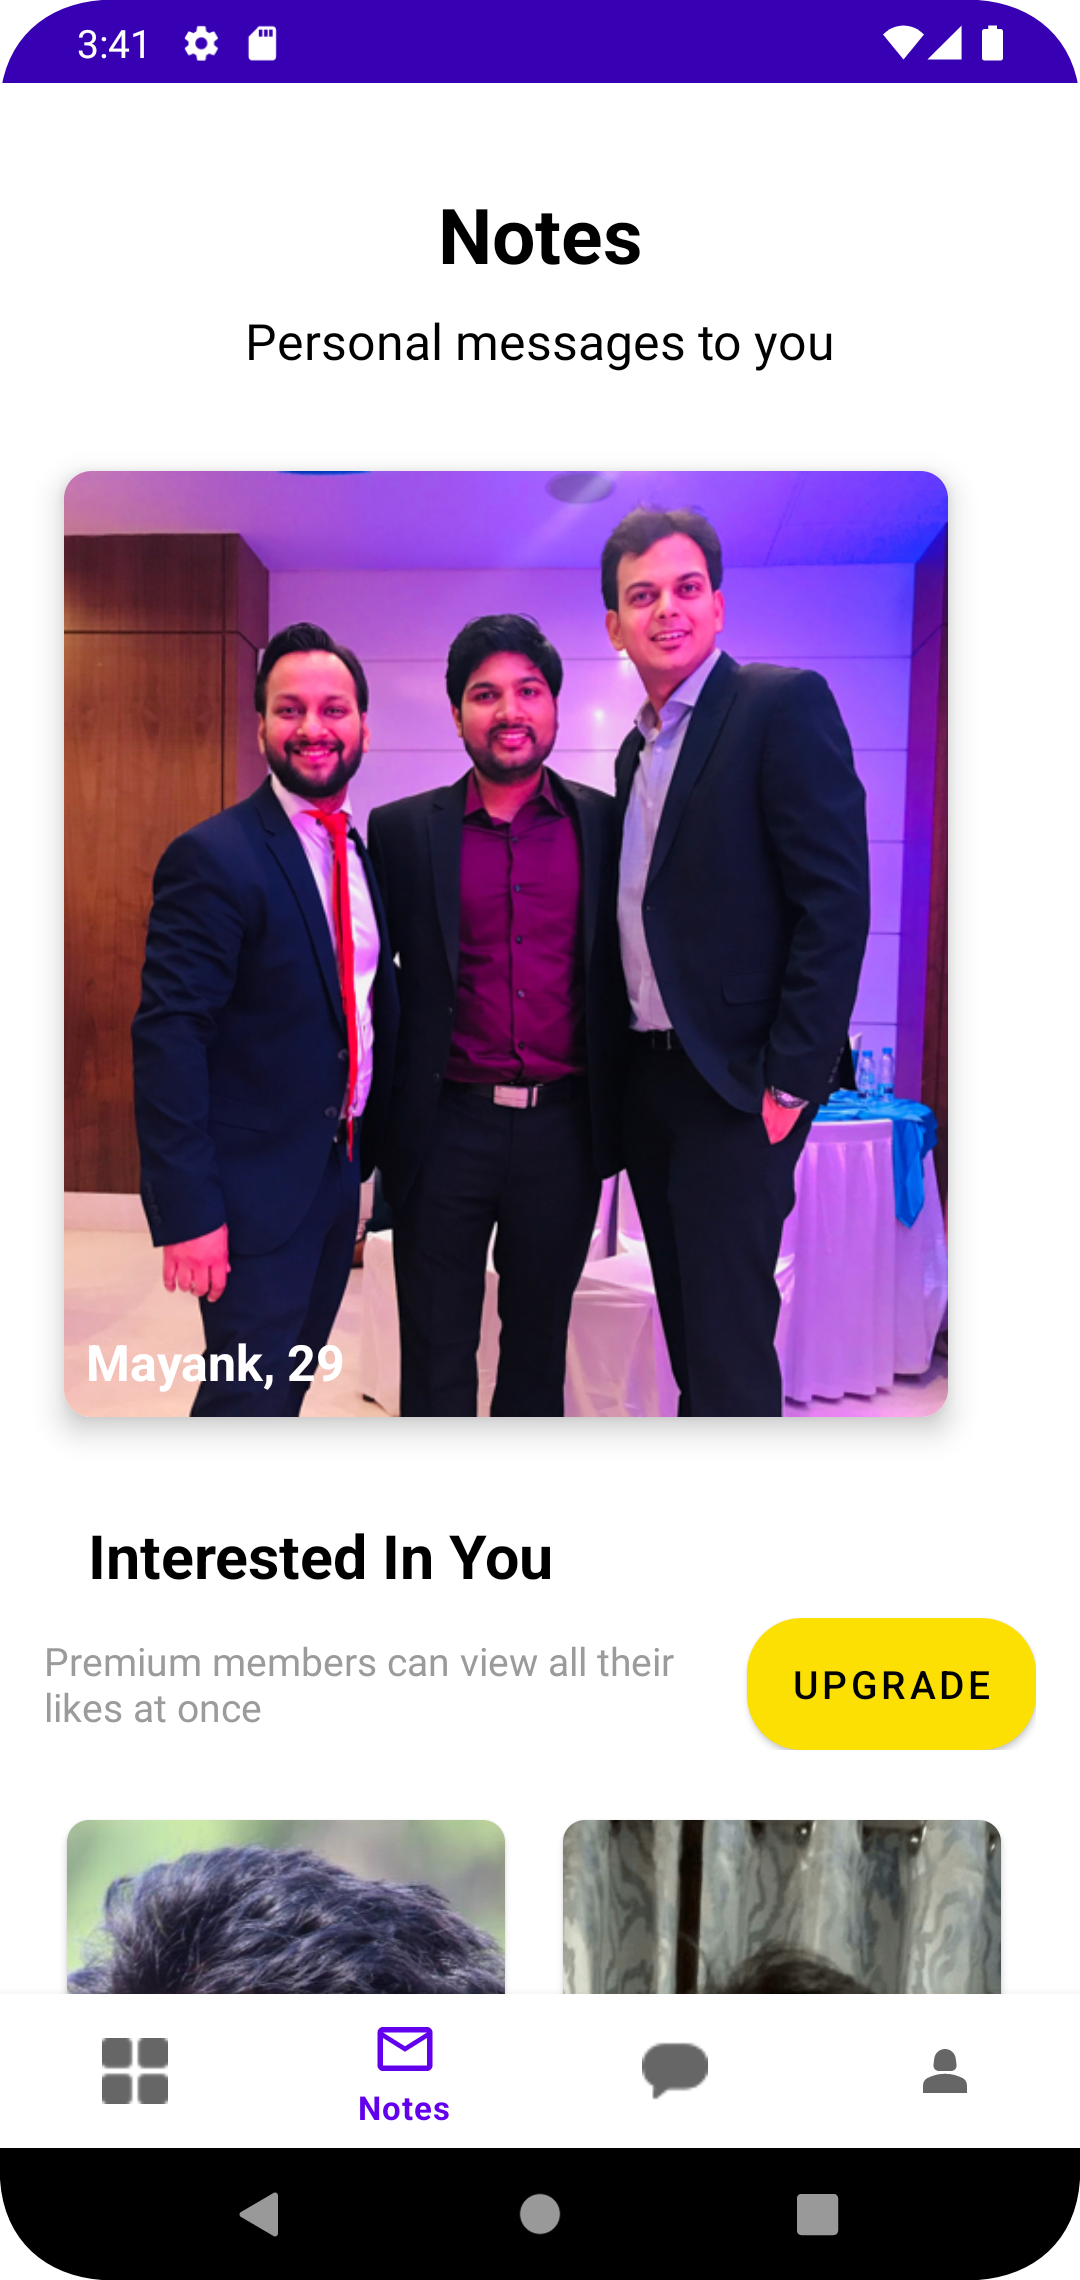 3:41
Notes
Personal messages to you
Mayank, 29
Interested In You
Premium members can view all their
likes at once
UPGRADE
Notes